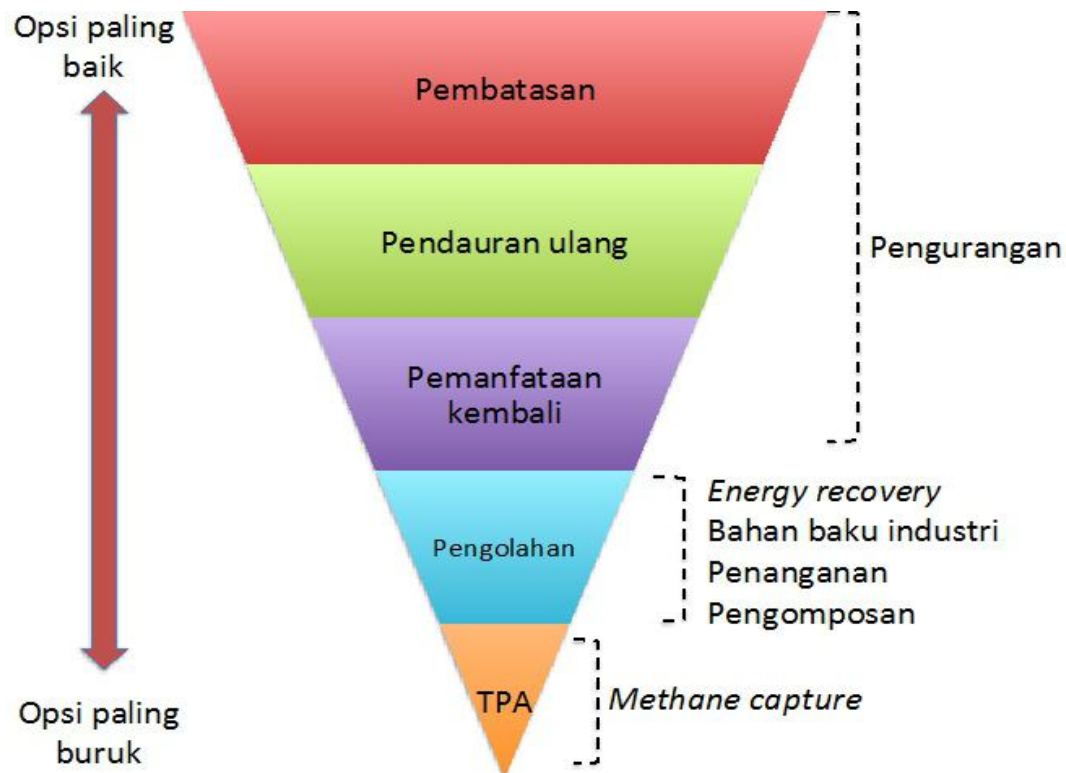 Opsi paling
baik
Pembatasan
Pendauran ulang
Pengurangan
Pemanfataan
kembali
Pengolahan
Energy recovery
Bahan baku industri
Penanganan
Pengomposan
TPA
Methane capture
Opsi paling
buruk